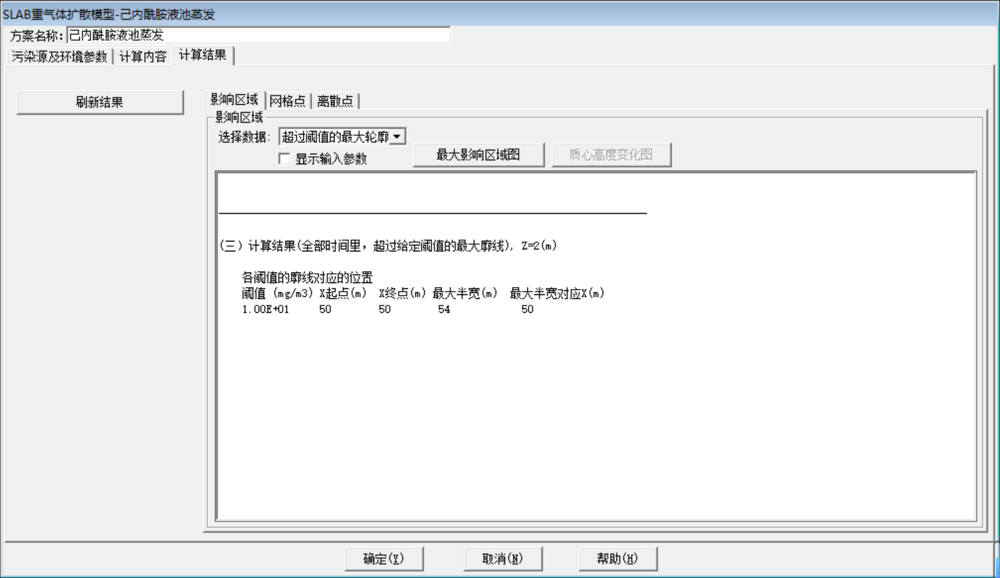 SLAB重气体扩散模型-己内酰胺液池蒸发
方案名称: 己内酰胺液池蒸发
污染源及环境参数 计算内容 计算结果
刷新结果
影响区域 网格点 离散点
影响区域
选择数据: 超过阈值的最大轮廓
显示输入参数 最大影响区域图 质心高度变化图
(三) 计算结果(全部时间里, 超过给定阈值的最大廓线), Z=2(m)
各阈值的廓线对应的位置
阈值 (mg/m3) X起点(m) X终点(m) 最大半宽(m) 最大半宽对应X(m)
1.00E+01 50 50 54 50
确定(Y) 取消(N) 帮助(H)